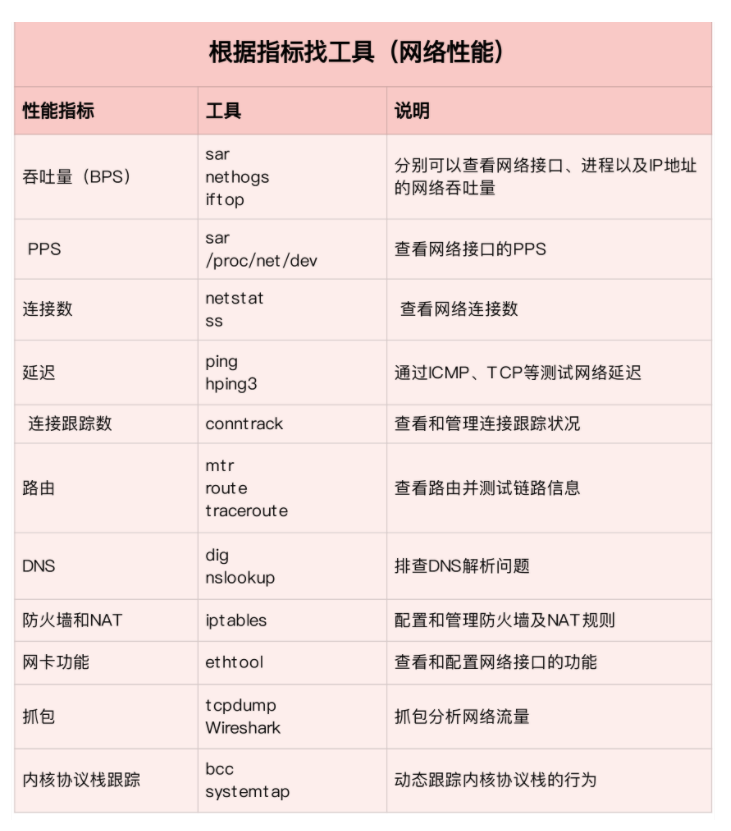 根据指标找工具（网络性能）
性能指标 工具 说明
吞吐量（BPS）
sar
nethogs
iftop
分别可以查看网络接口、进程以及IP地址
的网络吞吐量
PPS
sar
/proc/net/dev
查看网络接口的PPS
连接数
netstat
ss
查看网络连接数
延迟
ping
hping3
通过ICMP、TCP等测试网络延迟
连接跟踪数 conntrack 查看和管理连接跟踪状况
路由
mtr
route
traceroute
查看路由并测试链路信息
DNS
dig
nslookup
排查DNS解析问题
防火墙和NAT iptables 配置和管理防火墙及NAT规则
网卡功能 ethtool 查看和配置网络接口的功能
抓包
tcpdump
Wireshark
抓包分析网络流量
内核协议栈跟踪
bcc
systemtap
动态跟踪内核协议栈的行为